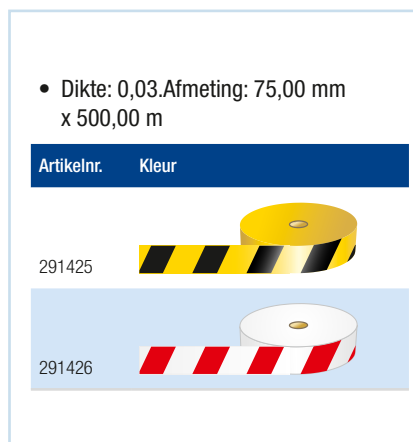 • Dikte: 0,03.Afmeting: 75,00 mm
x 500,00 m
Artikelnr. Kleur
291425
291426